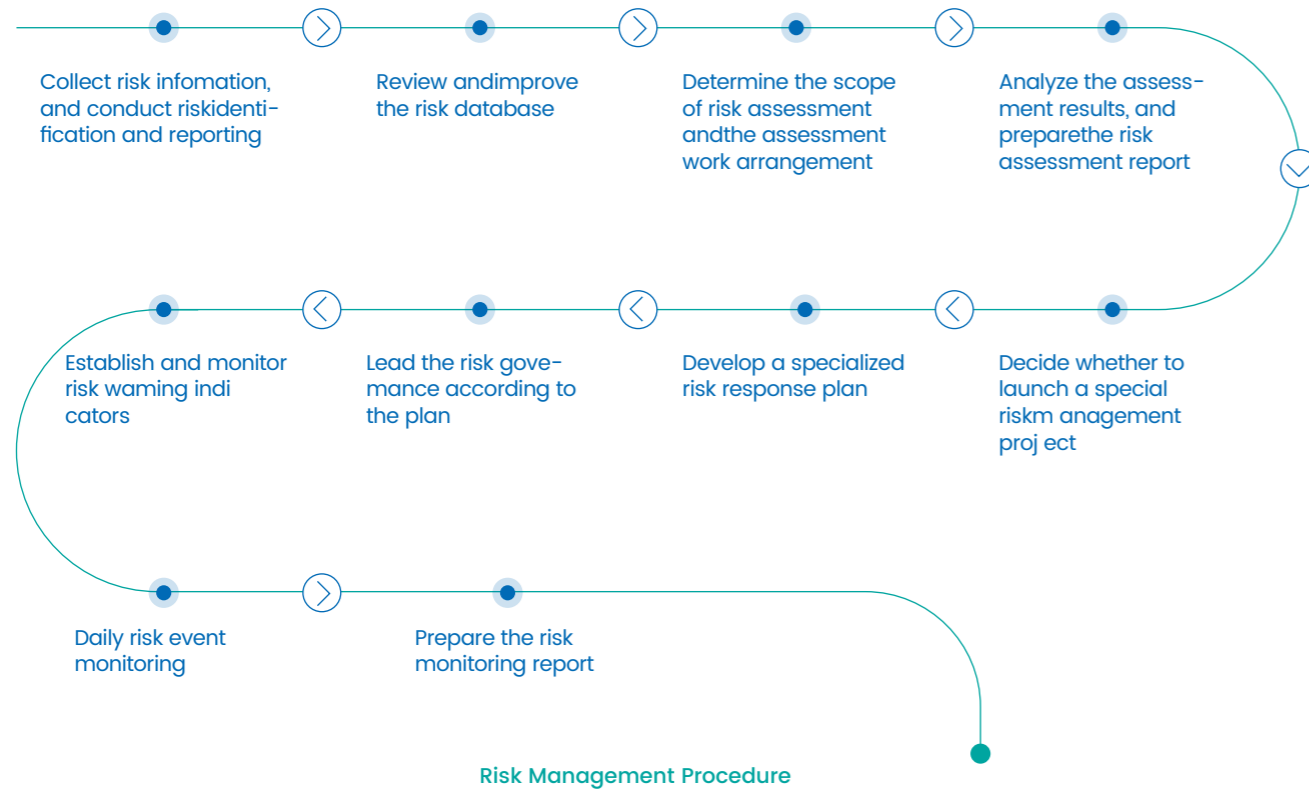 Collect risk infomation,
and conduct riskidenti-
fication and reporting
Review andimprove
the risk database
Determine the scope
of risk assessment
andthe assessment
work arrangement
Analyze the assess-
ment results, and
preparethe risk
assessment report
Decide whether to
launch a special
riskm anagement
proj ect
Develop a specialized
risk response plan
Lead the risk gove-
mance according to
the plan
Establish and monitor
risk waming indi
cators
Daily risk event
monitoring
Prepare the risk
monitoring report
Risk Management Procedure